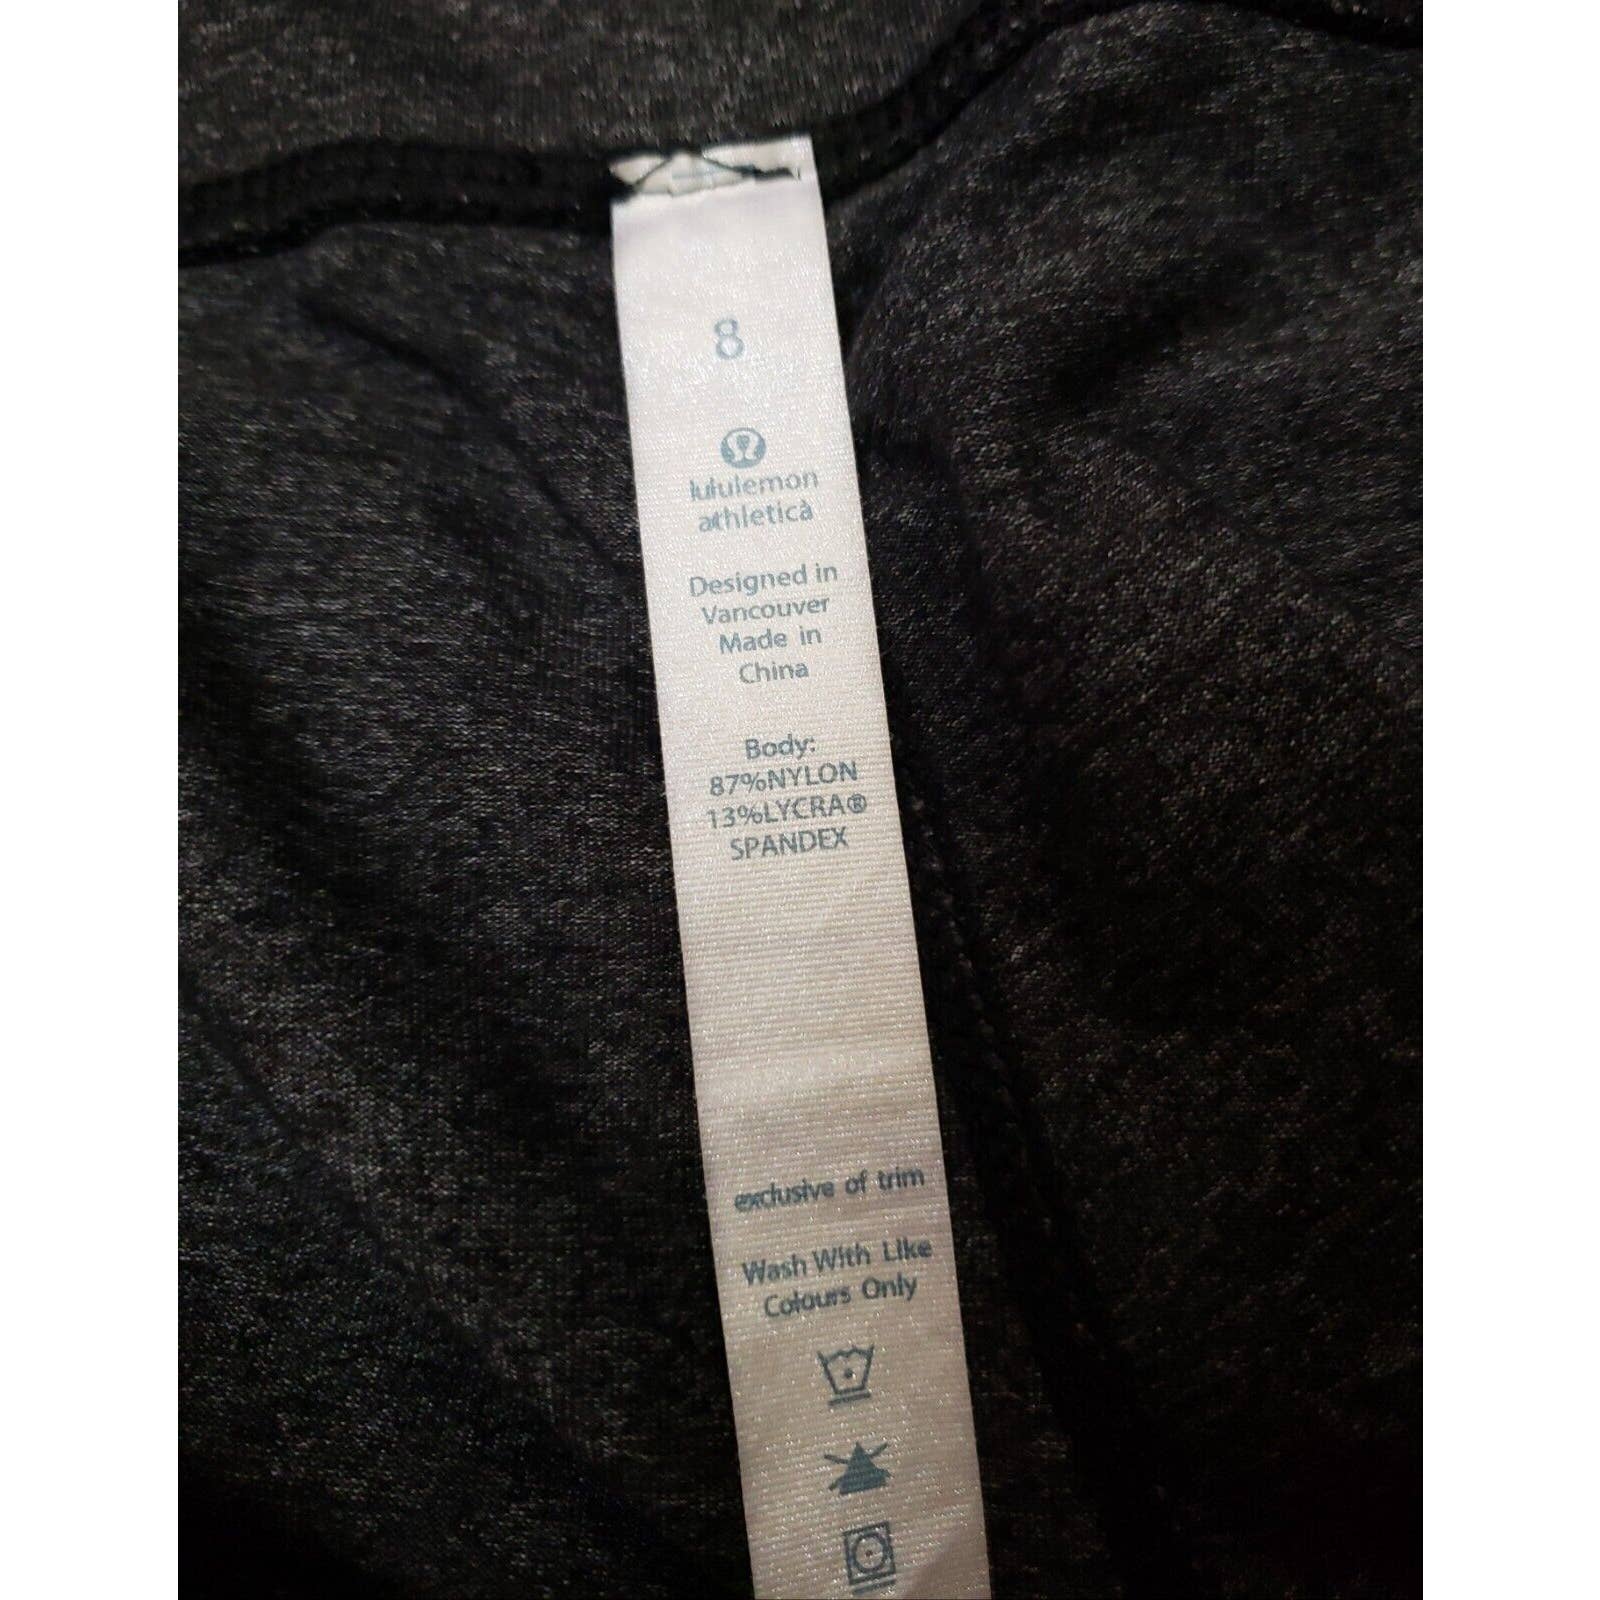 8
lululemon
athletica
Designed in
Vancouver
Made in
China
Body:
87%NYLON
13%LYCRA®
SPANDEX
exclusive of trim
Wash With Like
Colours Only